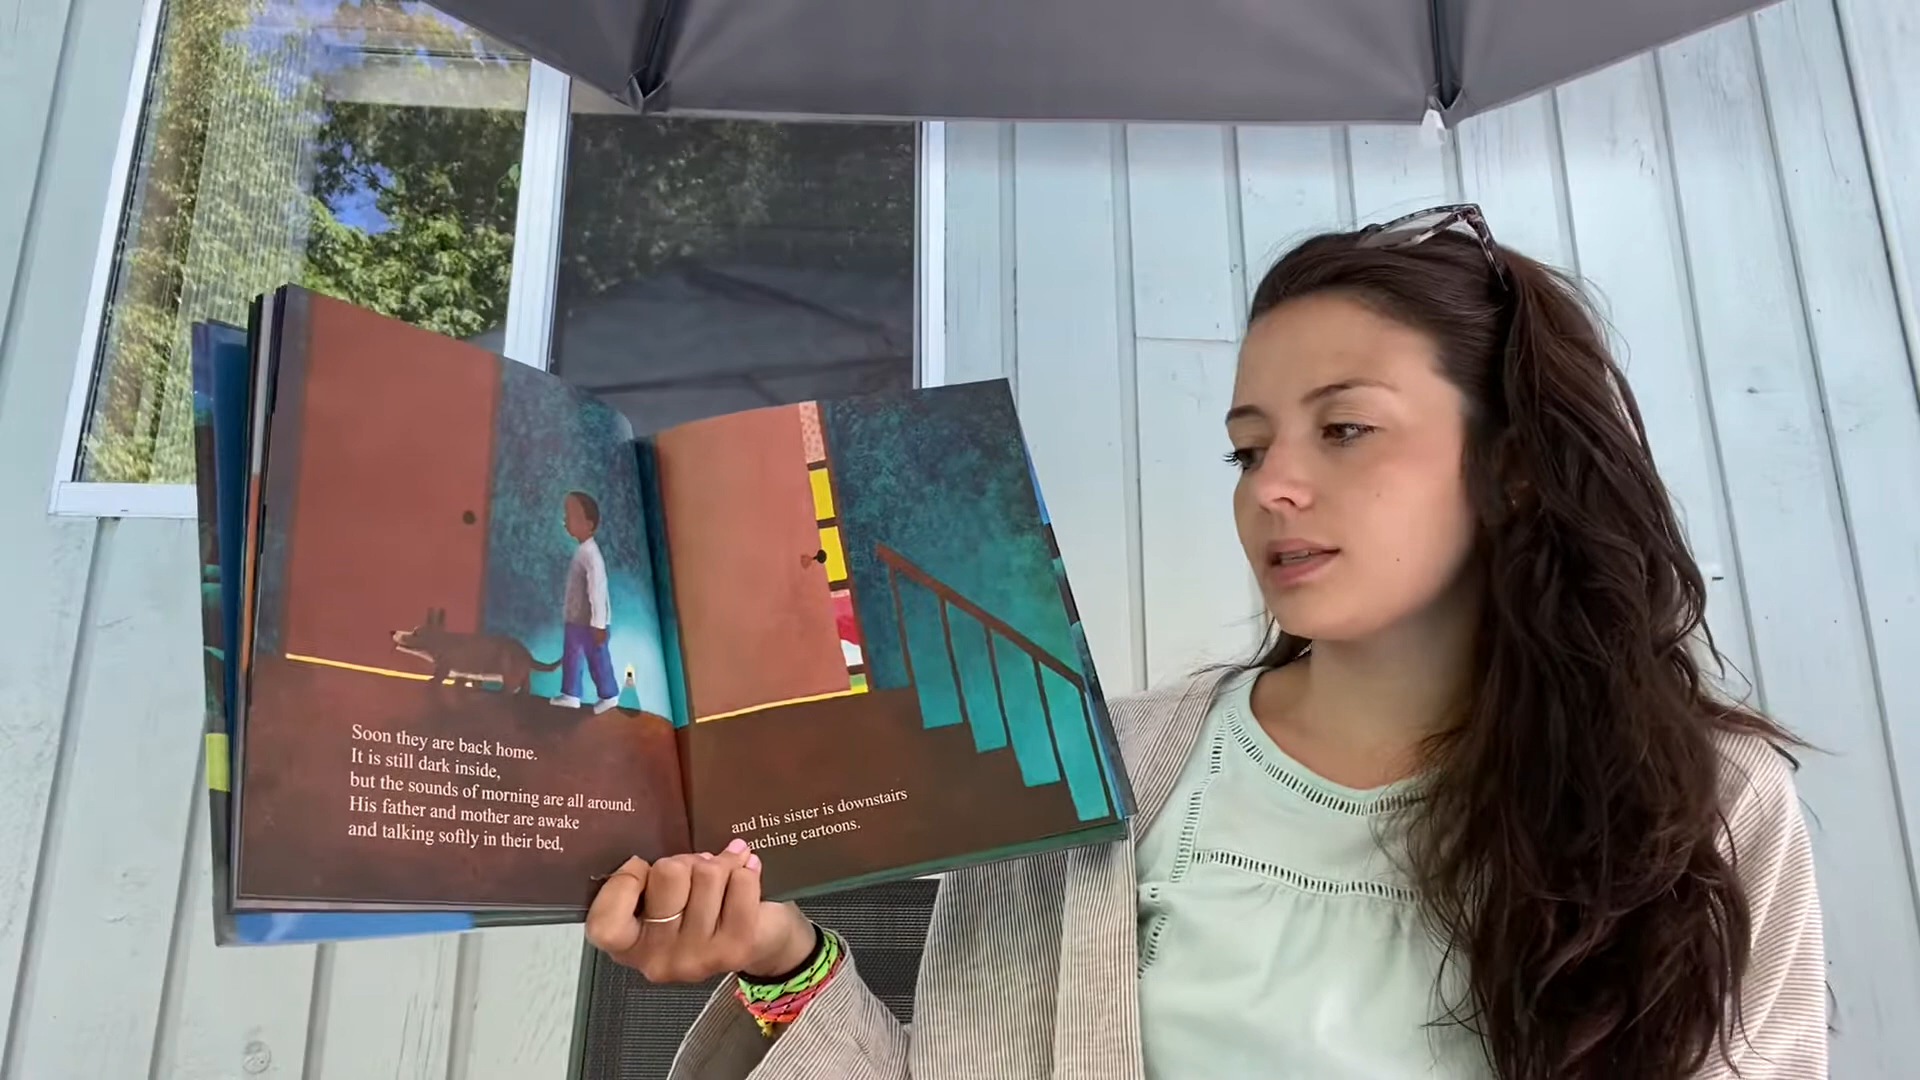 Soon they are back home.
It is still dark inside,
but the sounds of morning are all around.
His father and mother are awake
and talking softly in their bed,
and his sister is downstairs
watching cartoons.